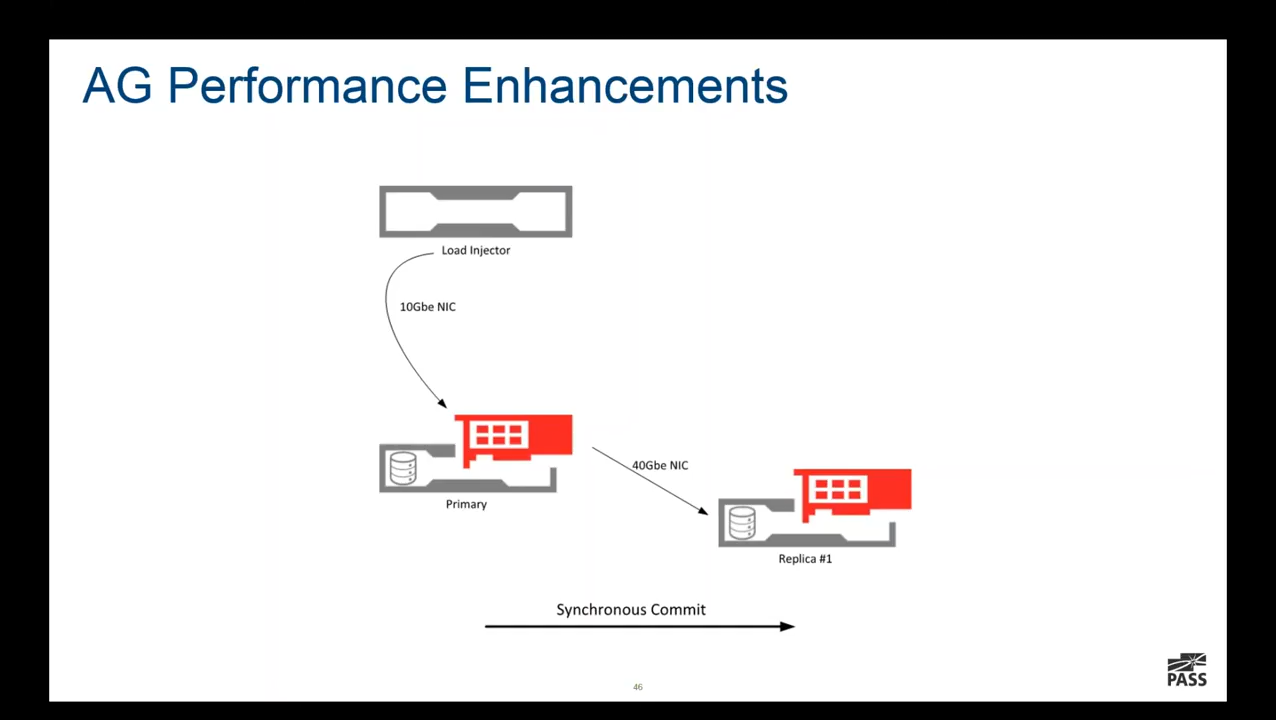 AG Performance Enhancements
Load Injector
10Gbe NIC
40Gbe NIC
Primary
Replica #1
Synchronous Commit
46
PASS